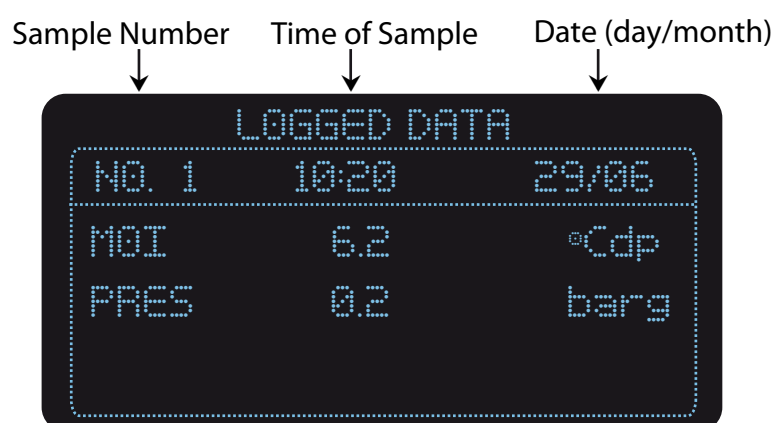 Sample Number Time of Sample Date (day/month)
LOGGED DATA
NO. 1 10:20 29/06
MOI 6.2 °Cdp
PRES 0.2 barg